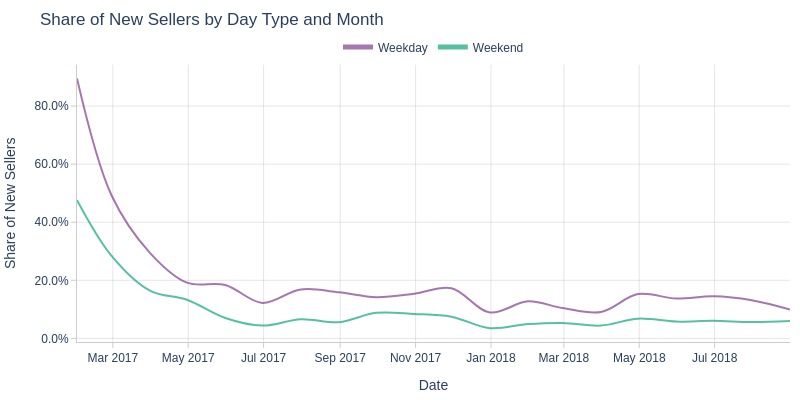 Share of New Sellers by Day Type and Month
Weekday
Weekend
Share of New Sellers
80.0%
60.0%
40.0%
20.0%
0.0%
Mar 2017
May 2017
Jul 2017
Sep 2017
Nov 2017
Jan 2018
Mar 2018
May 2018
Jul 2018
Date